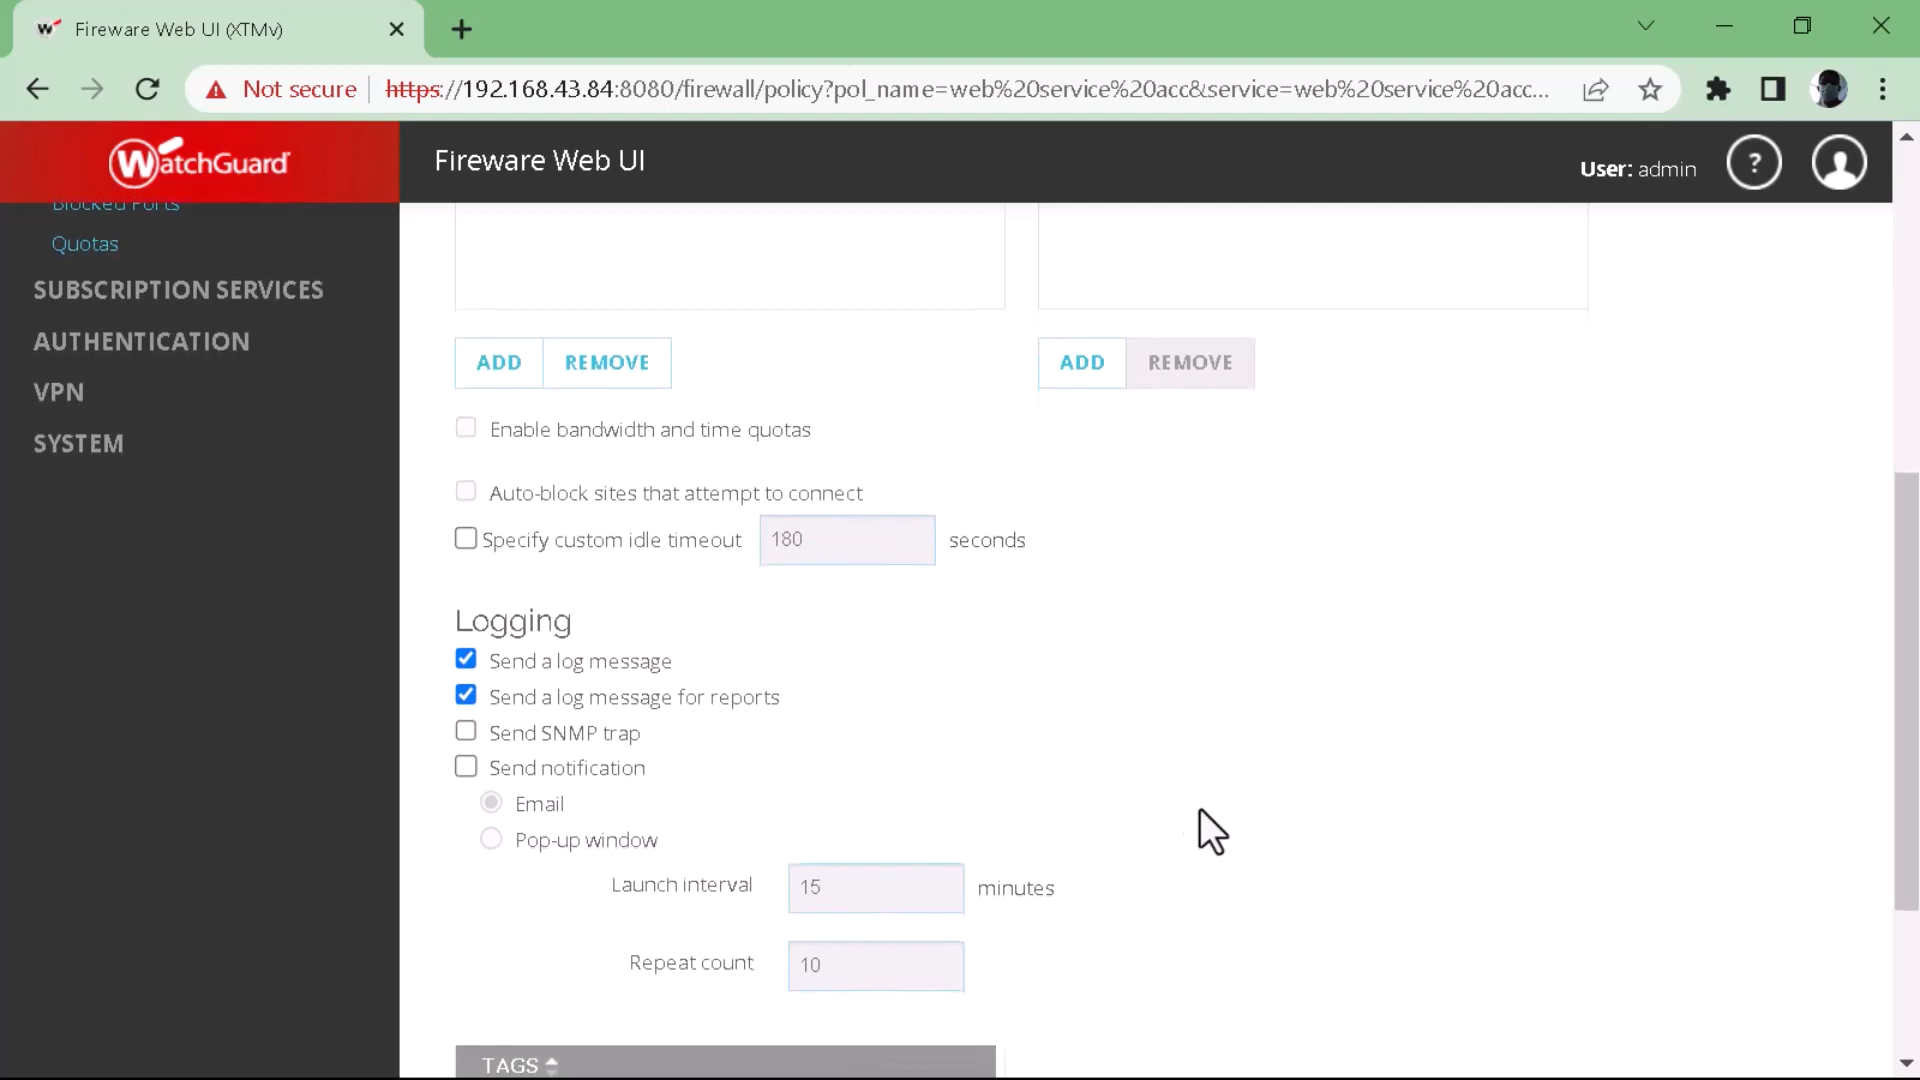 Fireware Web UI (XTMv)
Not secure https://192.168.43.84:8080/firewall/policy?pol_name=web%20service%20acc&service=web%20service%20acc...
WatchGuard
Fireware Web UI
User: admin
?
Blocked Ports
Quotas
SUBSCRIPTION SERVICES
AUTHENTICATION
VPN
SYSTEM
ADD REMOVE
ADD REMOVE
Enable bandwidth and time quotas
Auto-block sites that attempt to connect
Specify custom idle timeout 180 seconds
Logging
Send a log message
Send a log message for reports
Send SNMP trap
Send notification
Email
Pop-up window
Launch interval 15 minutes
Repeat count 10
TAGS